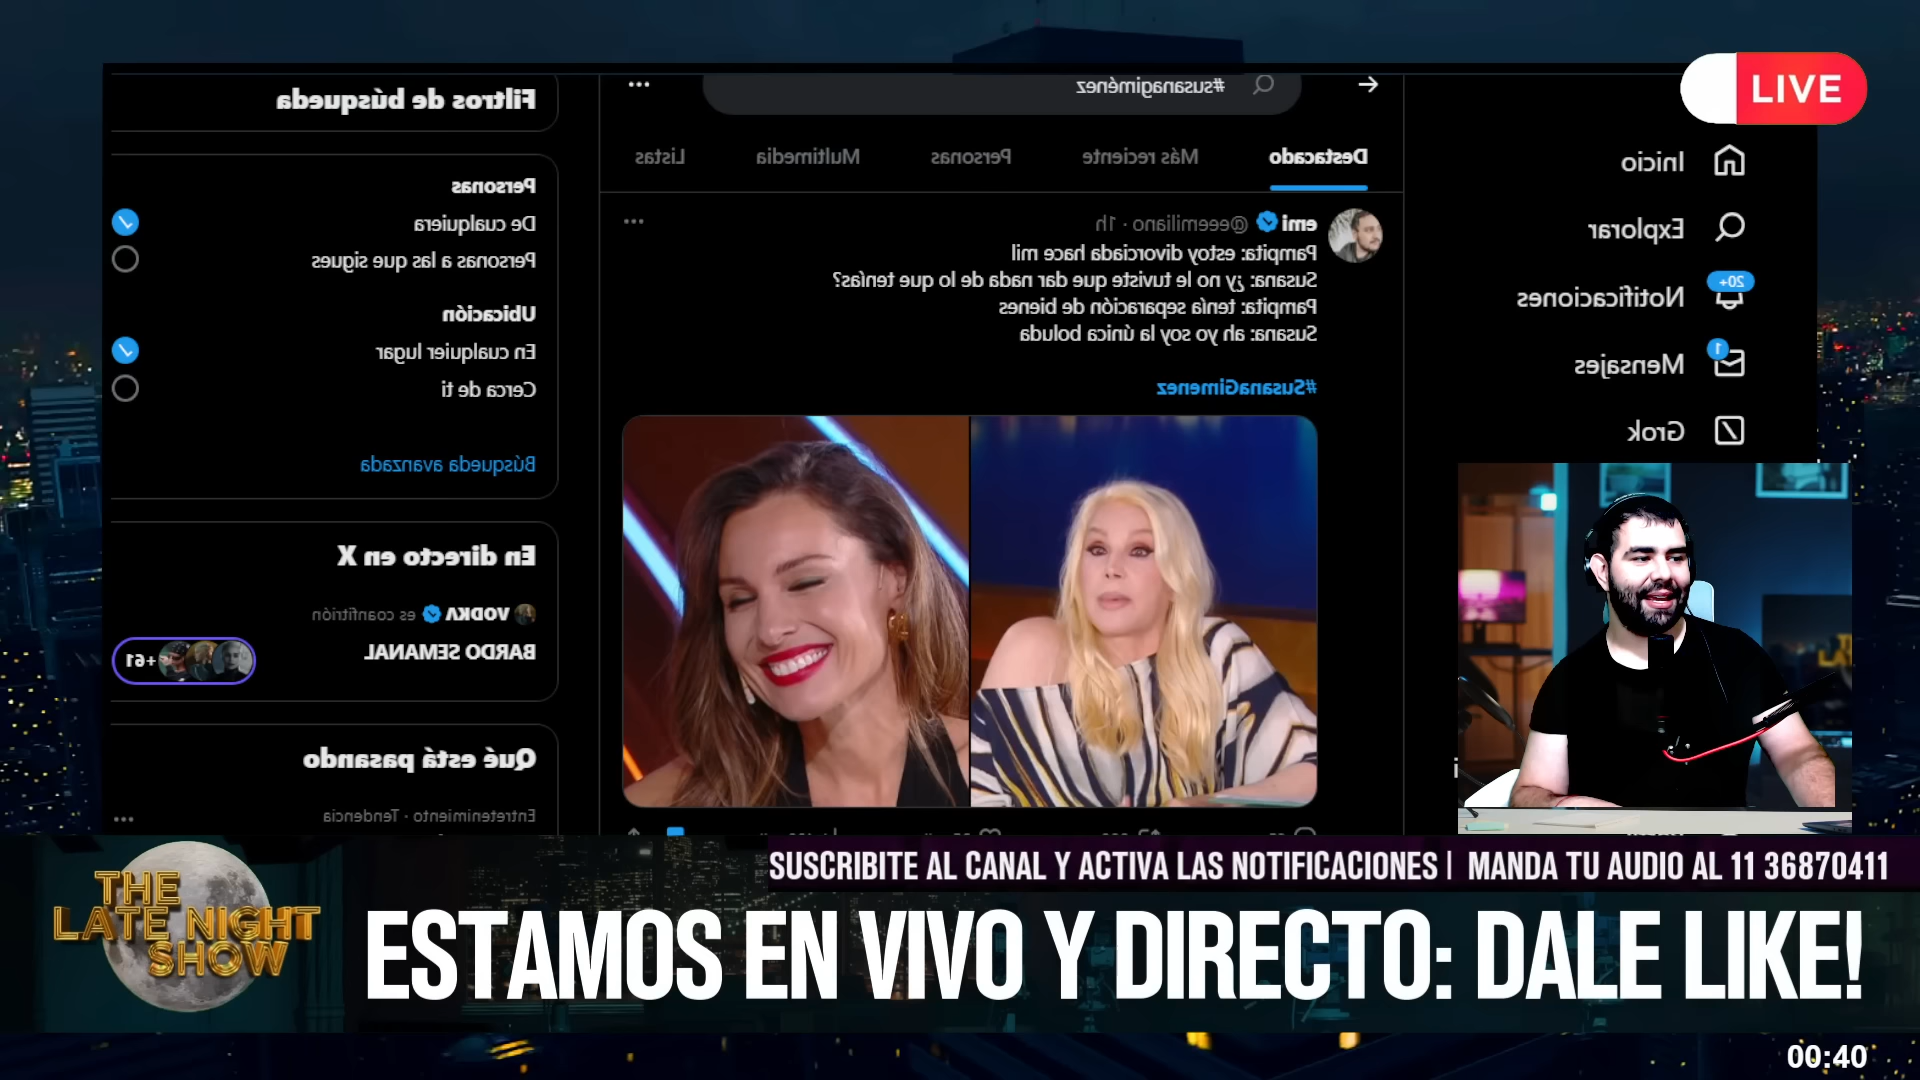 LIVE
#susanagiménez
Destacado
Más reciente
Personas
Multimedia
Listas
Inicio
Explorar
20+
Notificaciones
1
Mensajes
Grok
emi @eeemiliano · 1h
Pampita: estoy divorciada hace mil
Susana: ¿y no le tuviste que dar nada de lo que tenías?
Pampita: tenía separación de bienes
Susana: ah yo soy la única boluda
#SusanaGimenez
Filtros de búsqueda
Personas
De cualquiera
Personas a las que sigues
Ubicación
En cualquier lugar
Cerca de ti
Búsqueda avanzada
En directo en X
VODKA es coanfitrión
BARDO SEMANAL
+61
Qué está pasando
Entretenimiento · Tendencia
SUSCRIBITE AL CANAL Y ACTIVA LAS NOTIFICACIONES | MANDA TU AUDIO AL 11 36870411
THE
LATE NIGHT
SHOW
ESTAMOS EN VIVO Y DIRECTO: DALE LIKE!
00:40